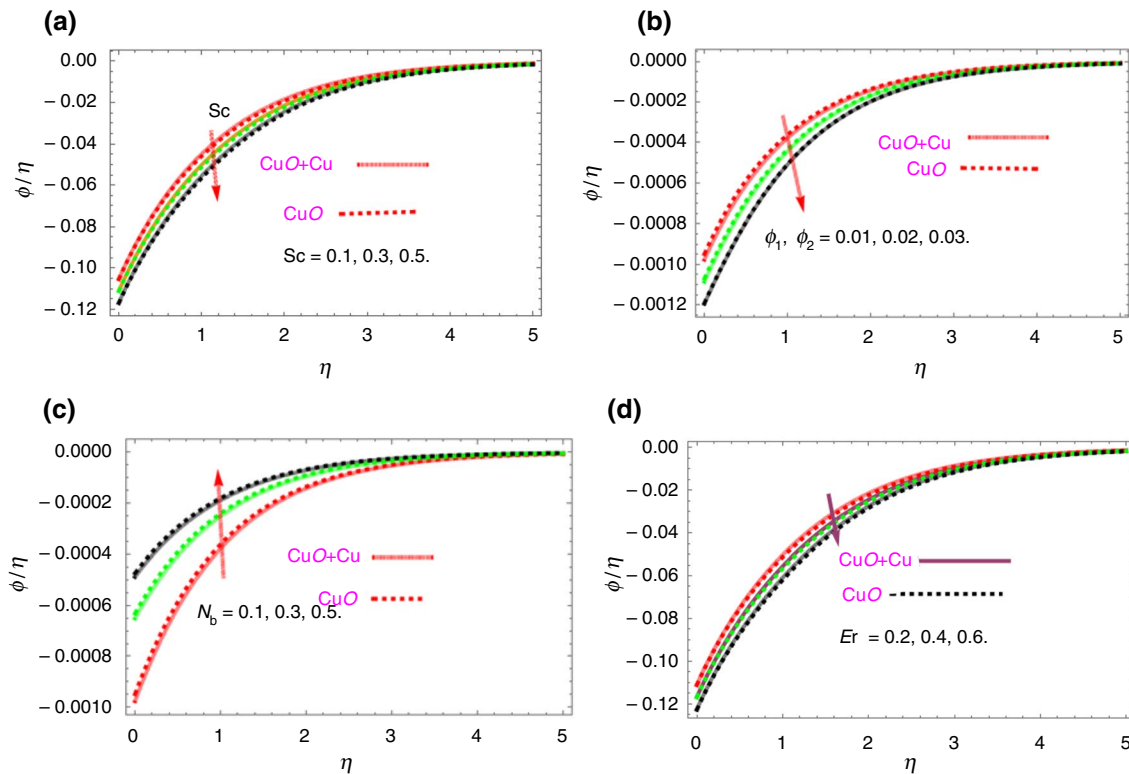 (a)
0.00
– 0.02
– 0.04
– 0.06
– 0.08
– 0.10
– 0.12
ϕ/η
Sc
CuO+Cu
CuO
Sc = 0.1, 0.3, 0.5.
0 1 2 3 4 5
η
(b)
0.00
– 0.0002
– 0.0004
– 0.0006
– 0.0008
– 0.0010
– 0.0012
ϕ/η
CuO+Cu
CuO
ϕ1, ϕ2 = 0.01, 0.02, 0.03.
0 1 2 3 4 5
η
(c)
0.0000
– 0.0002
– 0.0004
– 0.0006
– 0.0008
– 0.0010
ϕ/η
CuO+Cu
CuO
Nb = 0.1, 0.3, 0.5.
0 1 2 3 4 5
η
(d)
0.00
– 0.02
– 0.04
– 0.06
– 0.08
– 0.10
– 0.12
ϕ/η
CuO+Cu
CuO
Er = 0.2, 0.4, 0.6.
0 1 2 3 4 5
η